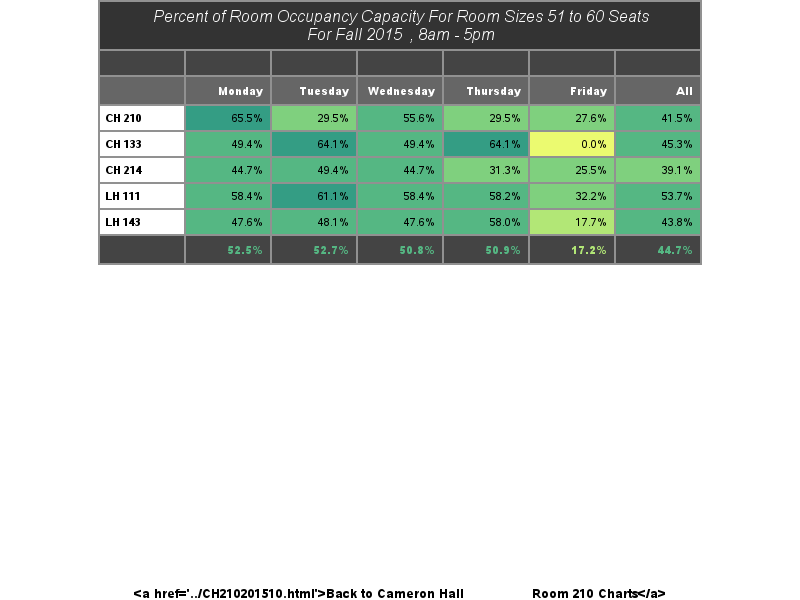 Percent of Room Occupancy Capacity For Room Sizes 51 to 60 Seats
For Fall 2015 , 8am - 5pm
Monday Tuesday Wednesday Thursday Friday All
CH 210 65.5% 29.5% 55.6% 29.5% 27.6% 41.5%
CH 133 49.4% 64.1% 49.4% 64.1% 0.0% 45.3%
CH 214 44.7% 49.4% 44.7% 31.3% 25.5% 39.1%
LH 111 58.4% 61.1% 58.4% 58.2% 32.2% 53.7%
LH 143 47.6% 48.1% 47.6% 58.0% 17.7% 43.8%
52.5% 52.7% 50.8% 50.9% 17.2% 44.7%
<a href='../CH210201510.html'>Back to Cameron Hall Room 210 Charts</a>